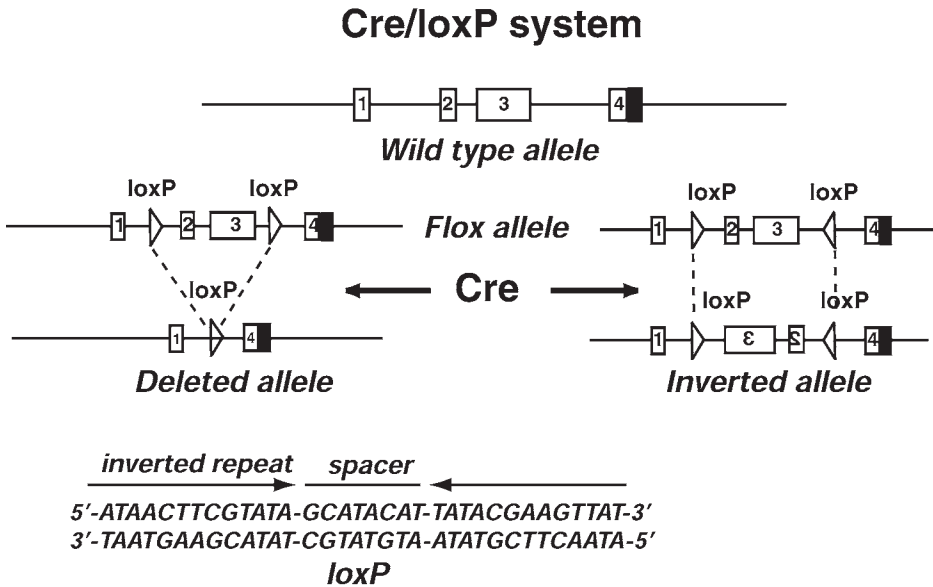 Cre/loxP system
1 2 3 4
Wild type allele
loxP loxP loxP loxP
1 2 3 4 Flox allele 1 2 3 4
loxP Cre loxP loxP
1 4 1 3 2 4
Deleted allele Inverted allele
inverted repeat spacer
5'-ATAACTTCGTATA-GCATACAT-TATACGAAGTTAT-3'
3'-TAATGAAGCATAT-CGTATGTA-ATATGCTTCAATA-5'
loxP